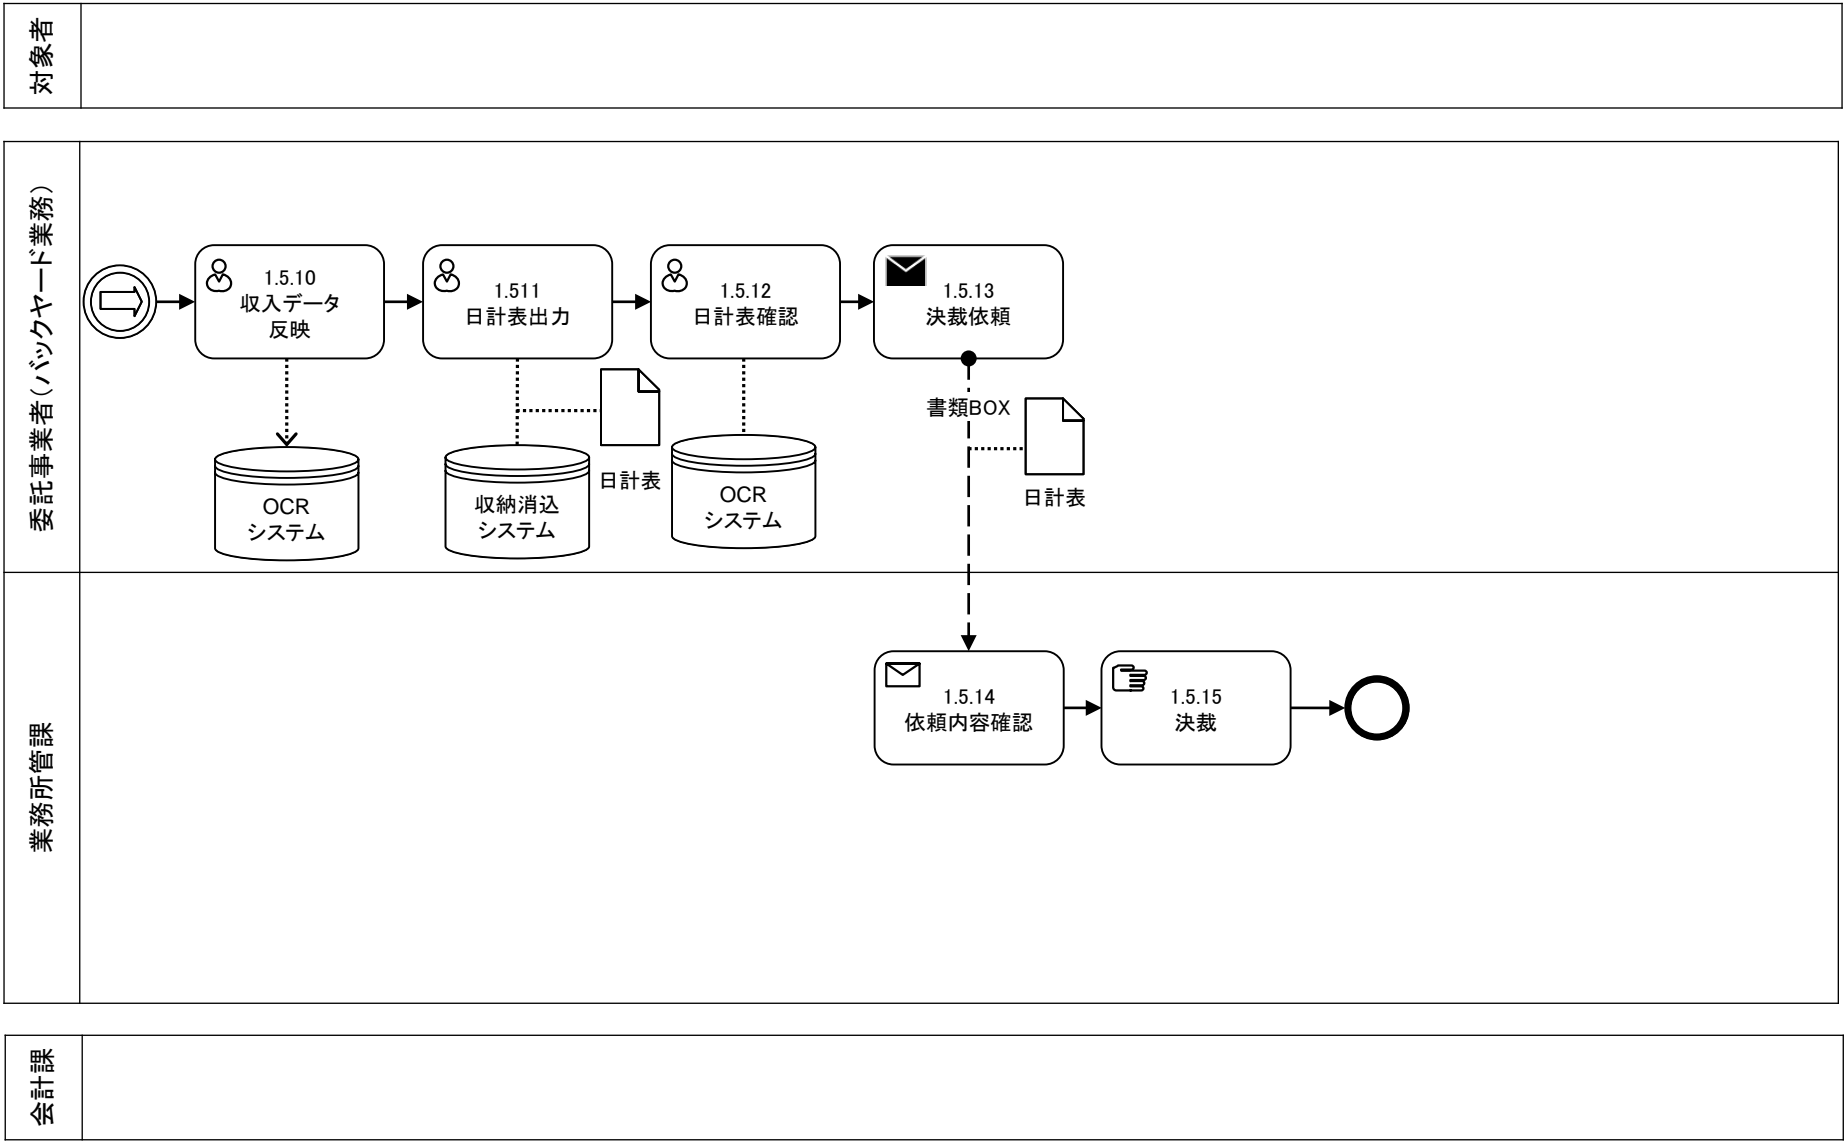 対象者
委託事業者（バックヤード業務）
1.5.10
収入データ
反映
1.511
日計表出力
1.5.12
日計表確認
1.5.13
決裁依頼
OCR
システム
収納消込
システム
日計表
OCR
システム
書類BOX
日計表
業務所管課
1.5.14
依頼内容確認
1.5.15
決裁
会計課